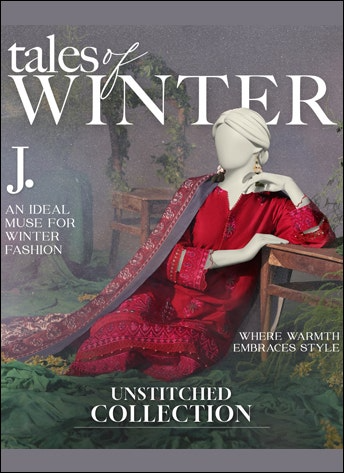 tales of
WINTER
J.
AN IDEAL
MUSE FOR
WINTER
FASHION
WHERE WARMTH
EMBRACES STYLE
UNSTITCHED
COLLECTION